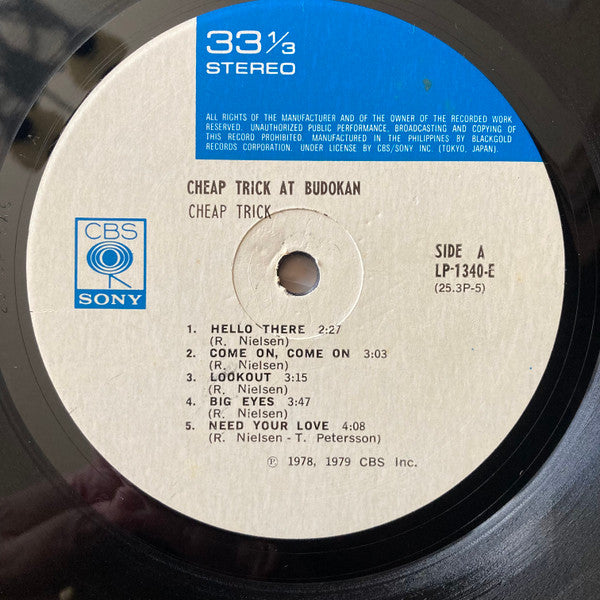 33 1/3
STEREO
ALL RIGHTS OF THE MANUFACTURER AND OF THE OWNER OF THE RECORDED WORK
RESERVED. UNAUTHORIZED PUBLIC PERFORMANCE, BROADCASTING AND COPYING OF
THIS RECORD PROHIBITED. MANUFACTURED IN THE PHILIPPINES BY BLACKGOLD
RECORDS CORPORATION. UNDER LICENSE BY CBS/SONY INC. (TOKYO, JAPAN).
CHEAP TRICK AT BUDOKAN
CHEAP TRICK
CBS
SONY
SIDE A
LP-1340-E
(25.3P-5)
1. HELLO THERE 2:27
(R. Nielsen)
2. COME ON, COME ON 3:03
(R. Nielsen)
3. LOOKOUT 3:15
(R. Nielsen)
4. BIG EYES 3:47
(R. Nielsen)
5. NEED YOUR LOVE 4:08
(R. Nielsen - T. Petersson)
℗ 1978, 1979 CBS Inc.